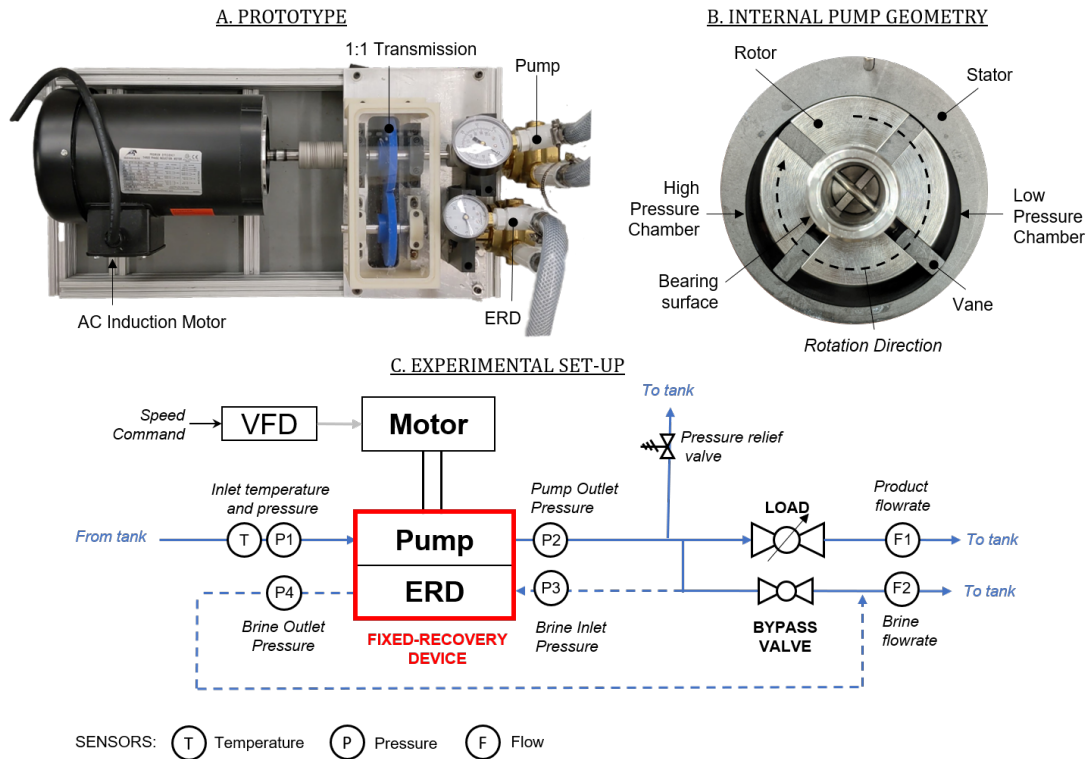 A. PROTOTYPE
1:1 Transmission
Pump
AC Induction Motor
ERD
B. INTERNAL PUMP GEOMETRY
Rotor
Stator
High
Pressure
Chamber
Low
Pressure
Chamber
Bearing
surface
Vane
Rotation Direction
C. EXPERIMENTAL SET-UP
To tank
Speed
Command
VFD
Motor
Pressure relief
valve
Inlet temperature
and pressure
Pump Outlet
Pressure
LOAD
Product
flowrate
From tank
T
P1
Pump
P2
F1
To tank
ERD
P4
P3
F2
To tank
Brine Outlet
Pressure
FIXED-RECOVERY
DEVICE
Brine Inlet
Pressure
BYPASS
VALVE
Brine
flowrate
SENSORS:
T
Temperature
P
Pressure
F
Flow